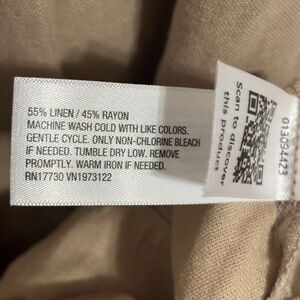 55% LINEN / 45% RAYON
MACHINE WASH COLD WITH LIKE COLORS.
GENTLE CYCLE. ONLY NON-CHLORINE BLEACH
IF NEEDED. TUMBLE DRY LOW. REMOVE
PROMPTLY. WARM IRON IF NEEDED.
RN17730 VN1973122
Scan to discover
this product
013054423